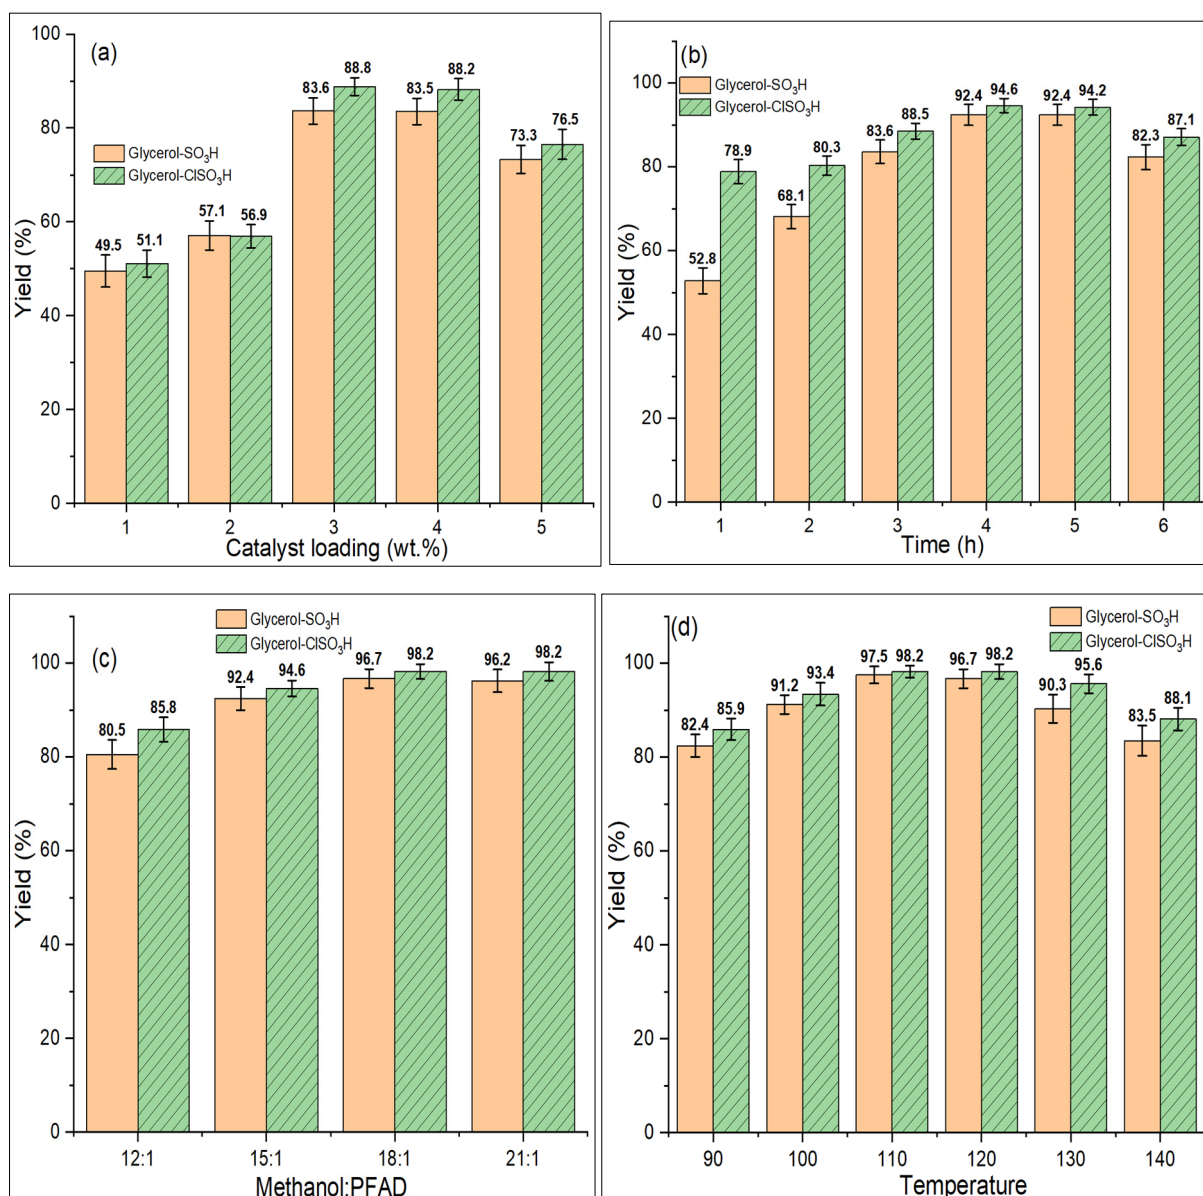 (a)
Glycerol-SO₃H
Glycerol-ClSO₃H
Yield (%)
100
80
60
40
20
0
49.5 51.1 57.1 56.9 83.6 88.8 83.5 88.2 73.3 76.5
1 2 3 4 5
Catalyst loading (wt.%)
(b)
Glycerol-SO₃H
Glycerol-ClSO₃H
Yield (%)
100
80
60
40
20
0
52.8 78.9 68.1 80.3 83.6 88.5 92.4 94.6 92.4 94.2 82.3 87.1
1 2 3 4 5 6
Time (h)
(c)
Glycerol-SO₃H
Glycerol-ClSO₃H
Yield (%)
100
80
60
40
20
0
80.5 85.8 92.4 94.6 96.7 98.2 96.2 98.2
12:1 15:1 18:1 21:1
Methanol:PFAD
(d)
Glycerol-SO₃H
Glycerol-ClSO₃H
Yield (%)
100
80
60
40
20
0
82.4 85.9 91.2 93.4 97.5 98.2 96.7 98.2 90.3 95.6 83.5 88.1
90 100 110 120 130 140
Temperature